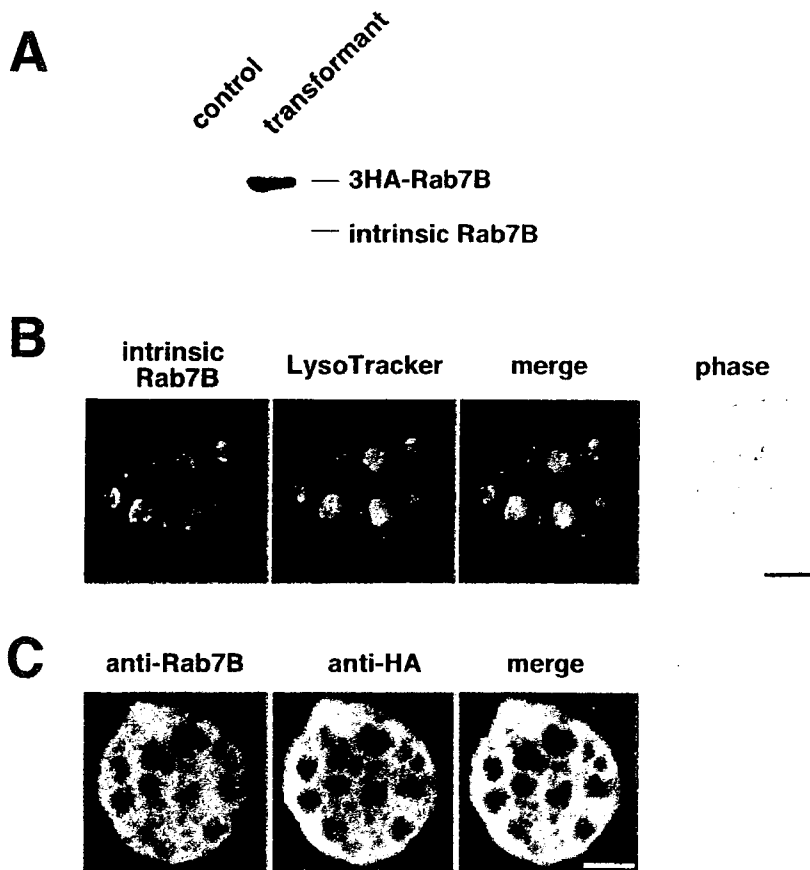 A
control
transformant
3HA-Rab7B
intrinsic Rab7B
B
intrinsic
Rab7B
LysoTracker
merge
phase
C
anti-Rab7B
anti-HA
merge